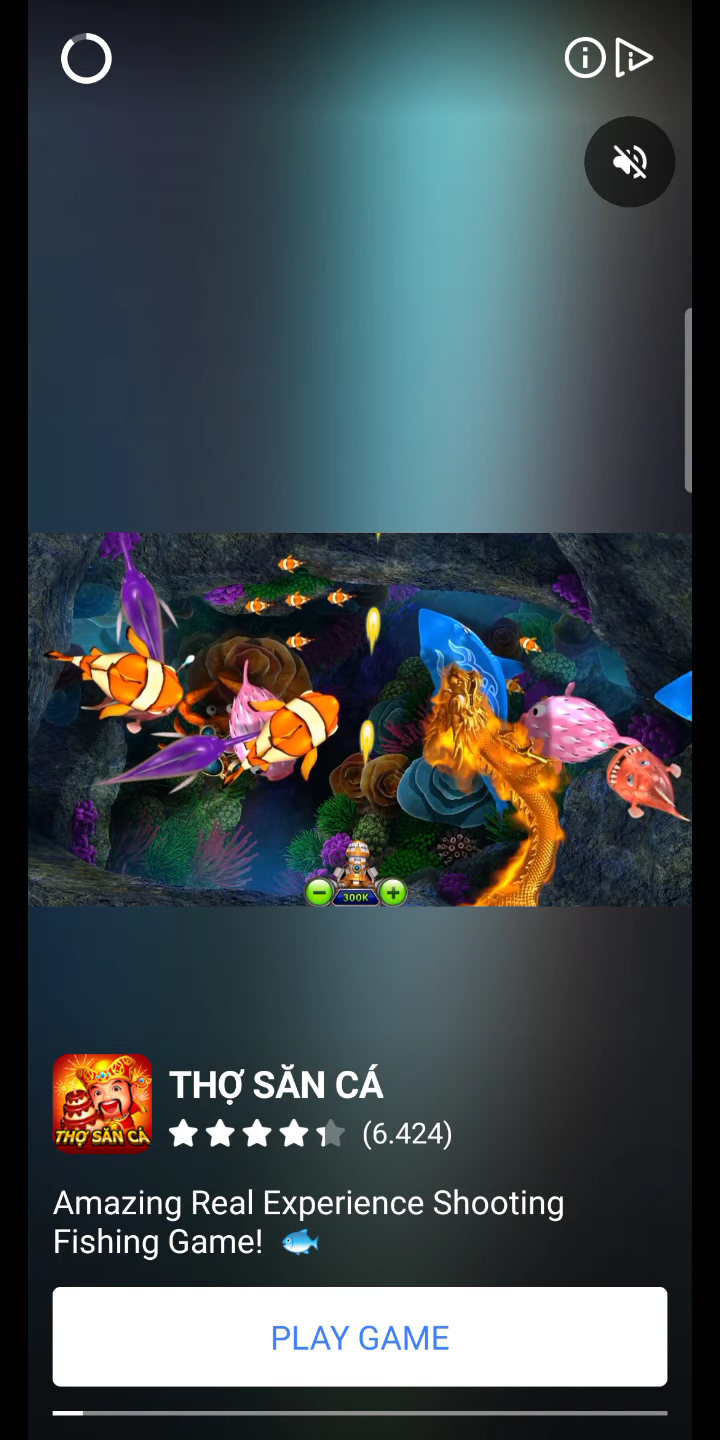 300K
THỢ SĂN CÁ
THỢ SĂN CÁ
(6.424)
Amazing Real Experience Shooting
Fishing Game! 🐟
PLAY GAME